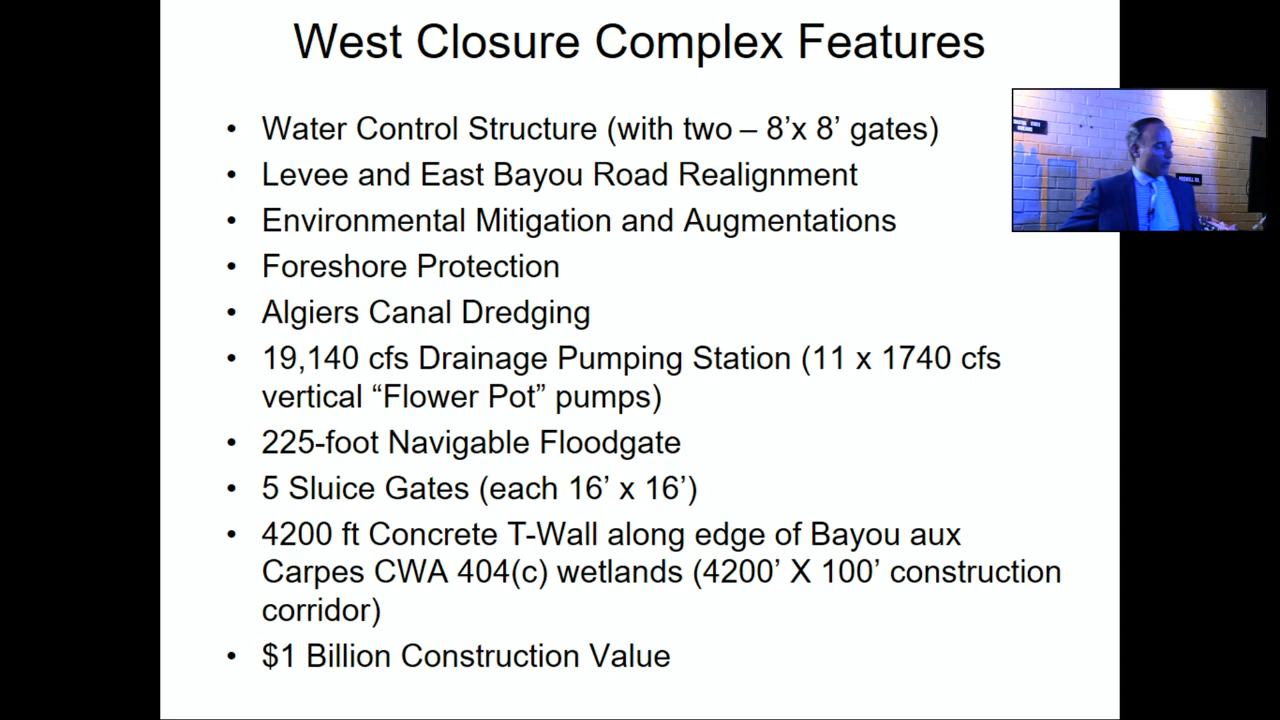 West Closure Complex Features
• Water Control Structure (with two – 8’x 8’ gates)
• Levee and East Bayou Road Realignment
• Environmental Mitigation and Augmentations
• Foreshore Protection
• Algiers Canal Dredging
• 19,140 cfs Drainage Pumping Station (11 x 1740 cfs
vertical “Flower Pot” pumps)
• 225-foot Navigable Floodgate
• 5 Sluice Gates (each 16’ x 16’)
• 4200 ft Concrete T-Wall along edge of Bayou aux
Carpes CWA 404(c) wetlands (4200’ X 100’ construction
corridor)
• $1 Billion Construction Value